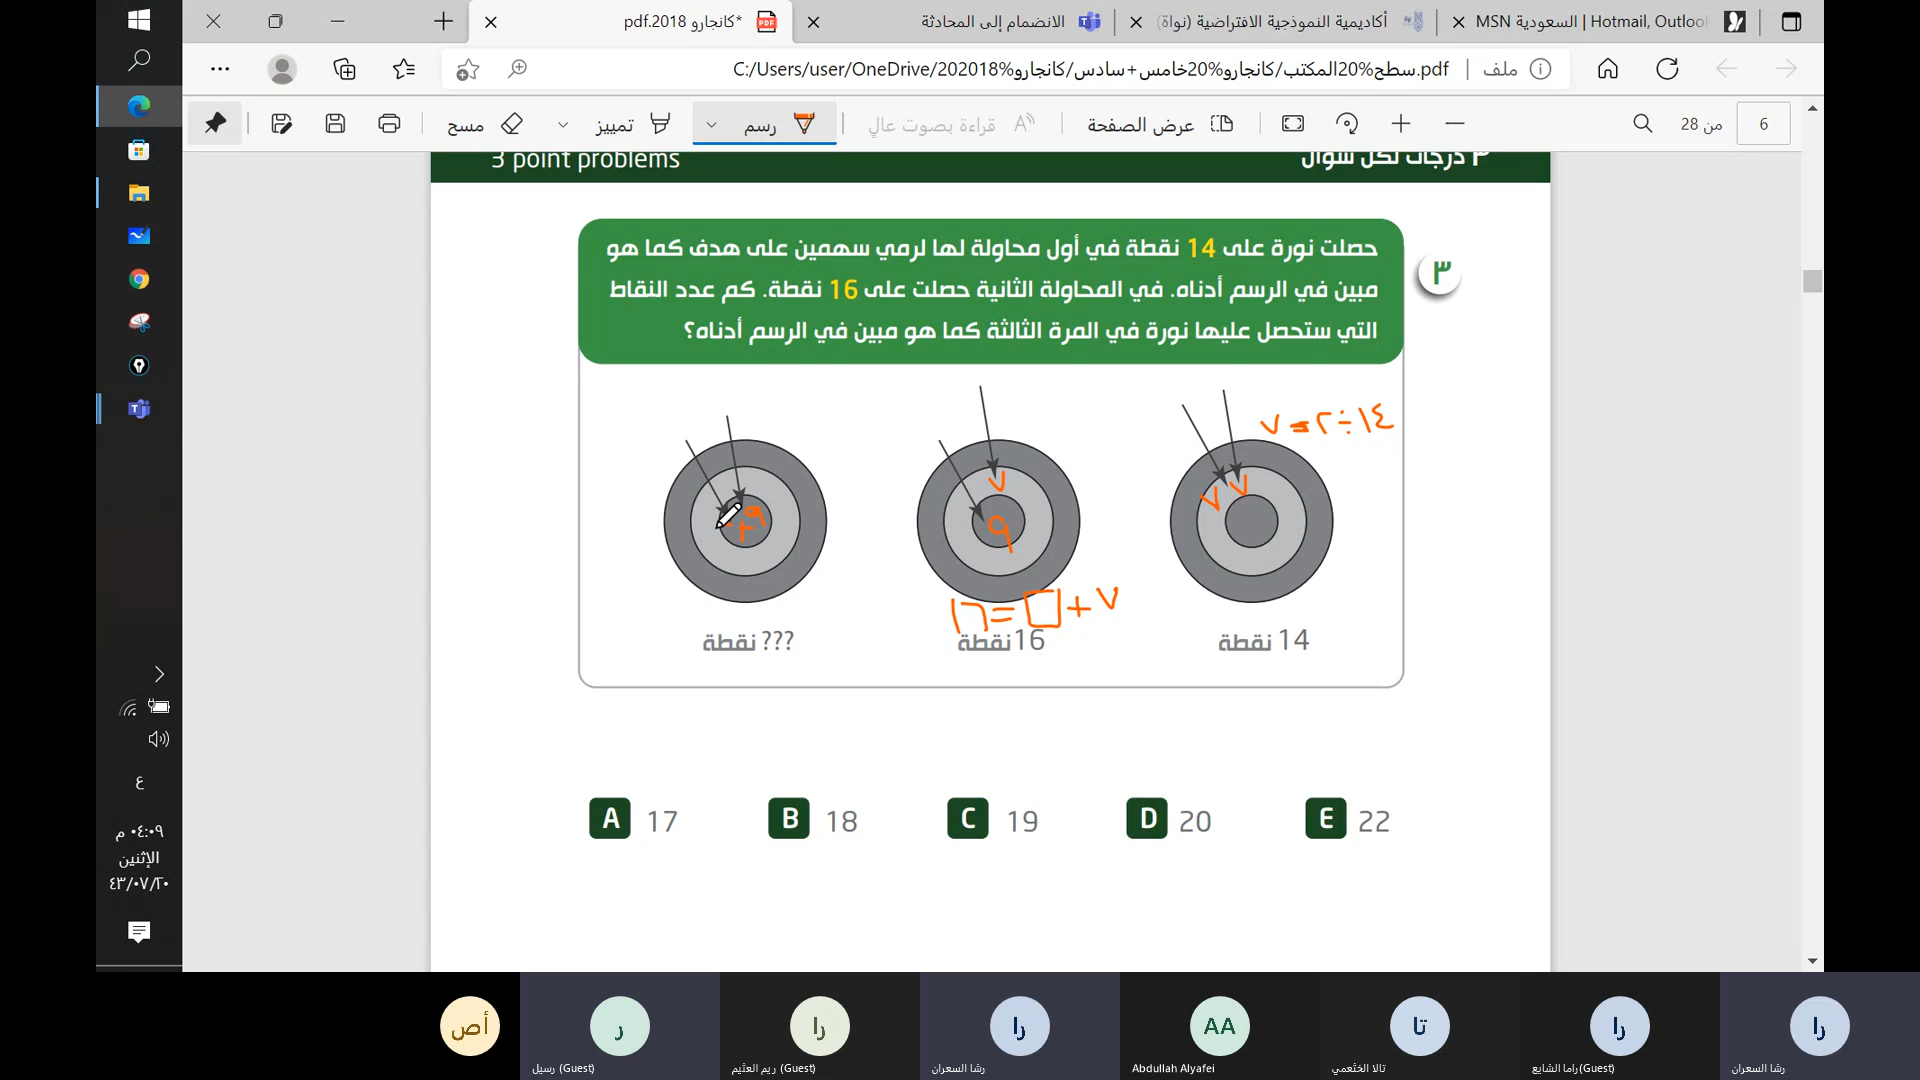 كانجارو 2018.pdf*
الانضمام إلى المحادثة
أكاديمية النموذجية الافتراضية (نواة)
السعودية MSN | Hotmail, Outloo
C:/Users/user/OneDrive/202018%كانجارو/سادس+خامس20%كانجارو/المكتب20%سطح.pdf
ملف
مسح
تمييز
رسم
قراءة بصوت عالٍ
عرض الصفحة
من 28
6
3 point problems
٣ درجات لكل سؤال
٣
حصلت نورة على 14 نقطة في أول محاولة لها لرمي سهمين على هدف كما هو
مبين في الرسم أدناه. في المحاولة الثانية حصلت على 16 نقطة. كم عدد النقاط
التي ستحصل عليها نورة في المرة الثالثة كما هو مبين في الرسم أدناه؟
١٤ ÷ ٢ = ٧
٧ ٧
٧
٩
٩
+
٧ + □ = ١٦
14 نقطة
16 نقطة
??? نقطة
A 17
B 18
C 19
D 20
E 22
ع
٠٤:٠٩ م
الإثنين
٤٣/٠٧/٢٠
أص
ر
را
را
AA
تا
را
را
رسيل (Guest)
ريم العثيم (Guest)
رشا السعران
Abdullah Alyafei
تالا الخثعمي
راما الشايع(Guest)
رشا السعران